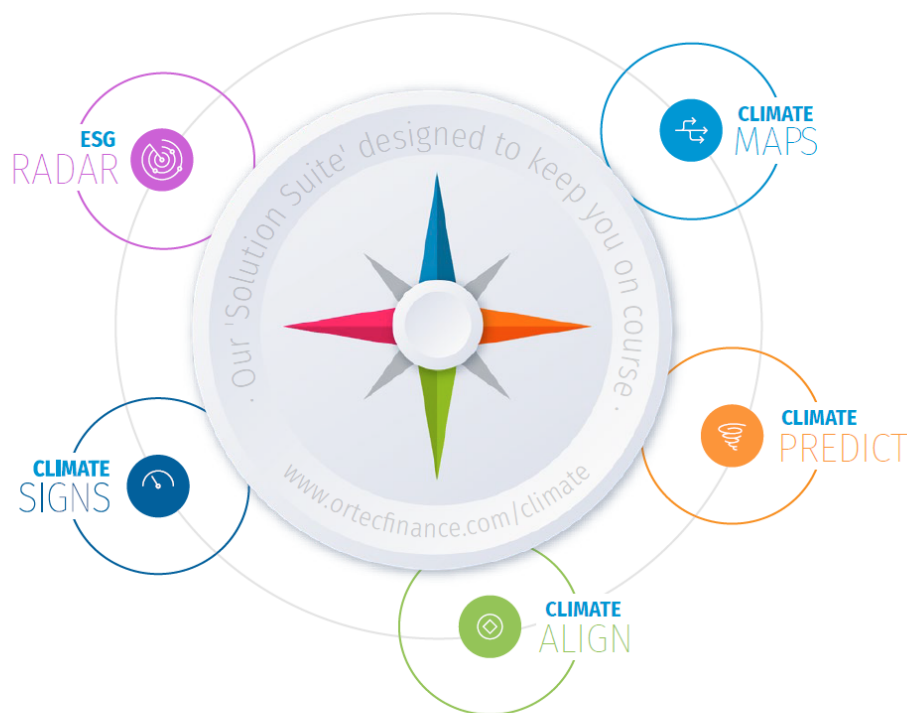 ESG
RADAR
CLIMATE
MAPS
. Our 'Solution Suite' designed to keep you on course .
CLIMATE
PREDICT
CLIMATE
SIGNS
www.ortecfinance.com/climate
CLIMATE
ALIGN